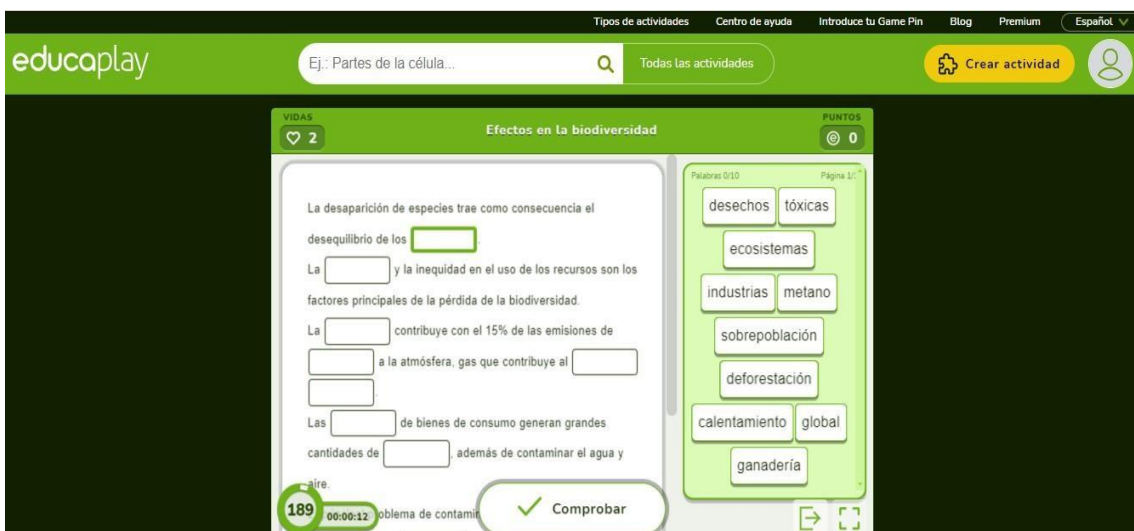 Tipos de actividades Centro de ayuda Introduce tu Game Pin Blog Premium Español
educaplay Ej.: Partes de la célula... Todas las actividades Crear actividad
VIDAS
2
Efectos en la biodiversidad
PUNTOS
0
La desaparición de especies trae como consecuencia el
desequilibrio de los .
La y la inequidad en el uso de los recursos son los
factores principales de la pérdida de la biodiversidad.
La contribuye con el 15% de las emisiones de
a la atmósfera, gas que contribuye al
.
Las de bienes de consumo generan grandes
cantidades de , además de contaminar el agua y
aire.
oblema de contamin
189 00:00:12
Comprobar
Palabras 0/10 Página 1/
desechos tóxicas
ecosistemas
industrias metano
sobrepoblación
deforestación
calentamiento global
ganadería